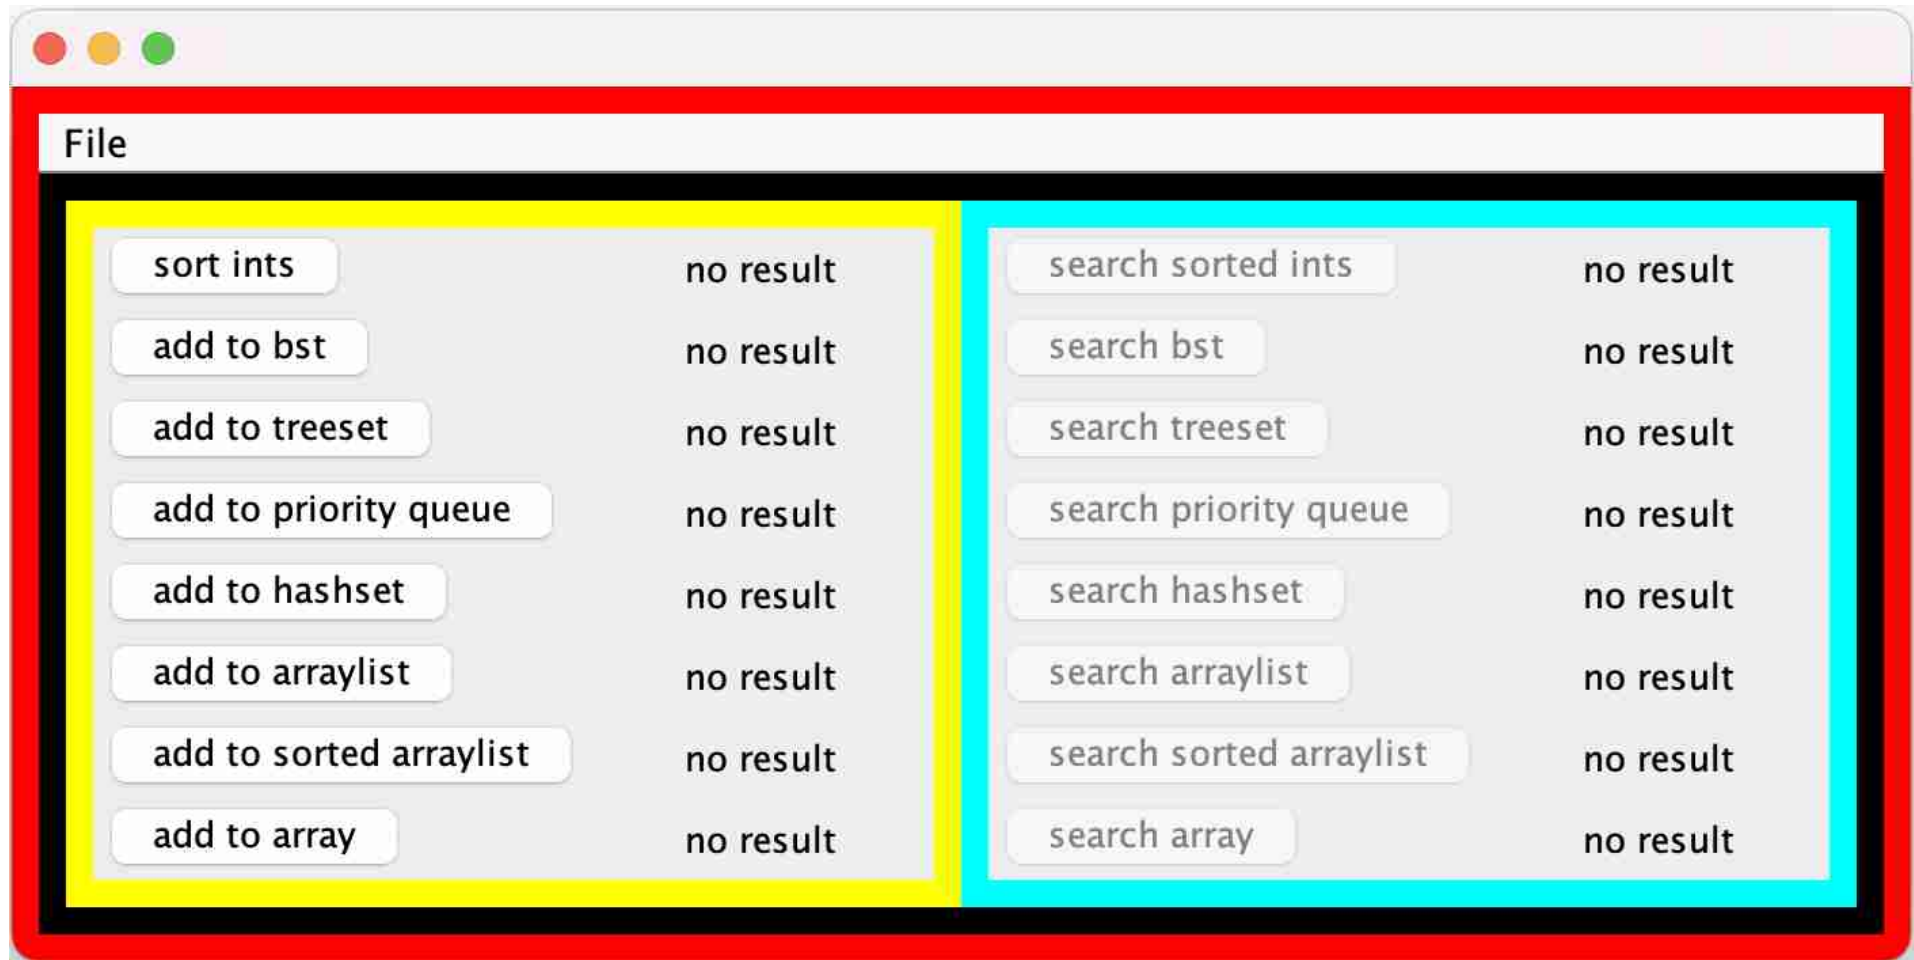 File
sort ints no result search sorted ints no result
add to bst no result search bst no result
add to treeset no result search treeset no result
add to priority queue no result search priority queue no result
add to hashset no result search hashset no result
add to arraylist no result search arraylist no result
add to sorted arraylist no result search sorted arraylist no result
add to array no result search array no result